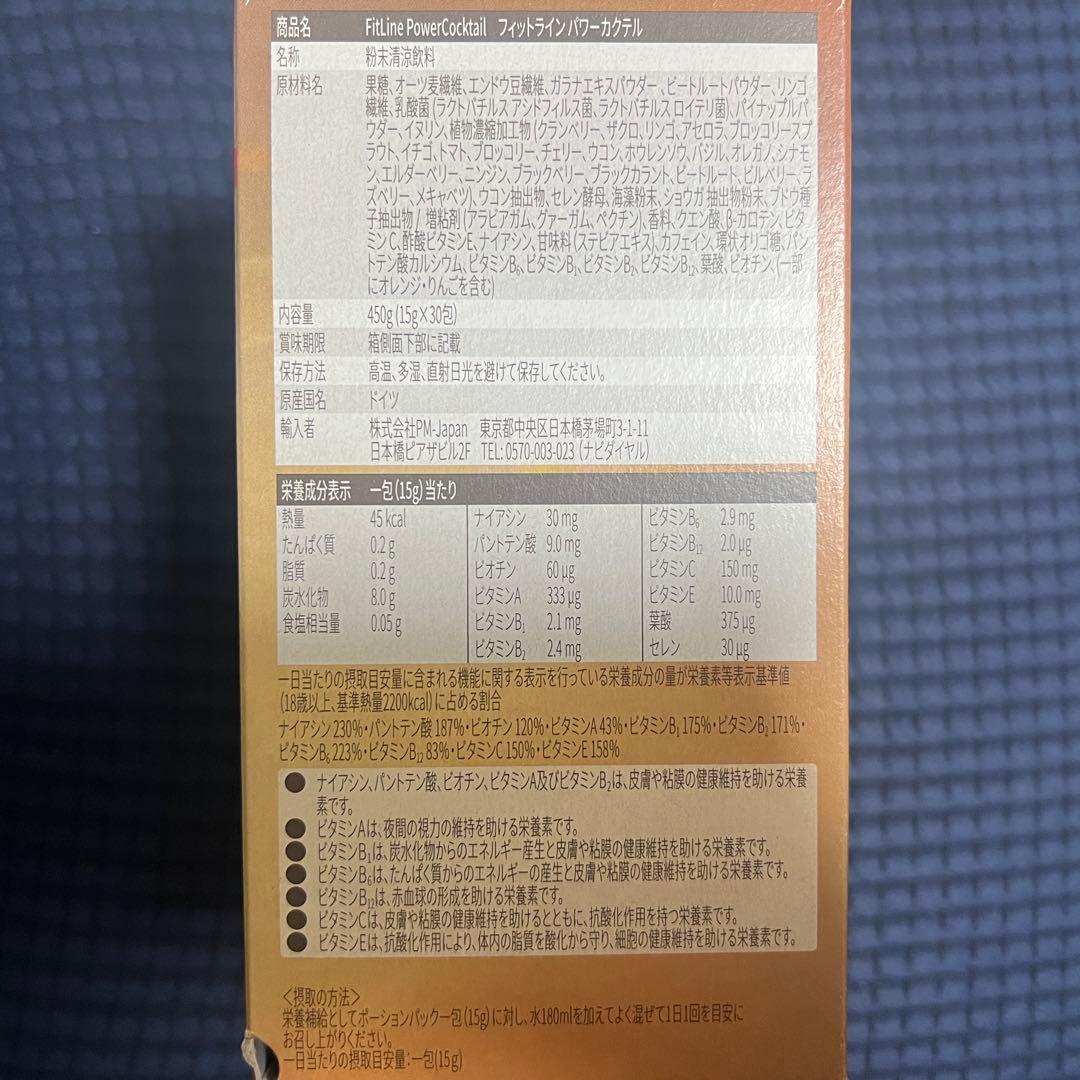 商品名 FitLine PowerCocktail フィットライン パワーカクテル
名称 粉末清涼飲料
原材料名 果糖、オーツ麦繊維、エンドウ豆繊維、ガラナエキスパウダー、ビートルートパウダー、リンゴ
繊維、乳酸菌(ラクトバチルス アシドフィルス菌、ラクトバチルス ロイテリ菌)、パイナップルパ
ウダー、イヌリン、植物濃縮加工物(クランベリー、ザクロ、リンゴ、アセロラ、ブロッコリースプ
ラウト、イチゴ、トマト、ブロッコリー、チェリー、ウコン、ホウレンソウ、バジル、オレガノ、シナモ
ン、エルダーベリー、ニンジン、ブラックベリー、ブラックカラント、ビートルート、ビルベリー、ラ
ズベリー、メキャベツ)、ウコン抽出物、セレン酵母、海藻粉末、ショウガ 抽出物粉末、ブドウ種
子抽出物 / 増粘剤(アラビアガム、グァーガム、ペクチン)、香料、クエン酸、β-カロテン、ビタ
ミンC、酢酸ビタミンE、ナイアシン、甘味料(ステビアエキス)、カフェイン、環状オリゴ糖、パン
トテン酸カルシウム、ビタミンB₆、ビタミンB₁、ビタミンB₂、ビタミンB₁₂、葉酸、ビオチン、(一部
にオレンジ・りんごを含む)
内容量 450g(15g×30包)
賞味期限 箱側面下部に記載
保存方法 高温、多湿、直射日光を避けて保存してください。
原産国名 ドイツ
輸入者 株式会社PM-Japan 東京都中央区日本橋茅場町3-1-11
日本橋ピアザビル2F TEL: 0570-003-023 (ナビダイヤル)
栄養成分表示 一包(15g)当たり
熱量 45 kcal ナイアシン 30 mg ビタミンB₆ 2.9 mg
たんぱく質 0.2 g パントテン酸 9.0 mg ビタミンB₁₂ 2.0 μg
脂質 0.2 g ビオチン 60 μg ビタミンC 150 mg
炭水化物 8.0 g ビタミンA 333 μg ビタミンE 10.0 mg
食塩相当量 0.05 g ビタミンB₁ 2.1 mg 葉酸 375 μg
ビタミンB₂ 2.4 mg セレン 30 μg
一日当たりの摂取目安量に含まれる機能に関する表示を行っている栄養成分の量が栄養素等表示基準値
(18歳以上、基準熱量2200kcal)に占める割合
ナイアシン 230%・パントテン酸 187%・ビオチン 120%・ビタミンA 43%・ビタミンB₁ 175%・ビタミンB₂ 171%・
ビタミンB₆ 223%・ビタミンB₁₂ 83%・ビタミンC 150%・ビタミンE 158%
● ナイアシン、パントテン酸、ビオチン、ビタミンA及びビタミンB₂は、皮膚や粘膜の健康維持を助ける栄養
素です。
● ビタミンAは、夜間の視力の維持を助ける栄養素です。
● ビタミンB₁は、炭水化物からのエネルギー産生と皮膚や粘膜の健康維持を助ける栄養素です。
● ビタミンB₆は、たんぱく質からのエネルギーの産生と皮膚や粘膜の健康維持を助ける栄養素です。
● ビタミンB₁₂は、赤血球の形成を助ける栄養素です。
● ビタミンCは、皮膚や粘膜の健康維持を助けるとともに、抗酸化作用を持つ栄養素です。
● ビタミンEは、抗酸化作用により、体内の脂質を酸化から守り、細胞の健康維持を助ける栄養素です。
<摂取の方法>
栄養補給としてポーションパック一包(15g)に対し、水180mlを加えてよく混ぜて1日1回を目安に
お召し上がりください。
一日当たりの摂取目安量:一包(15g)